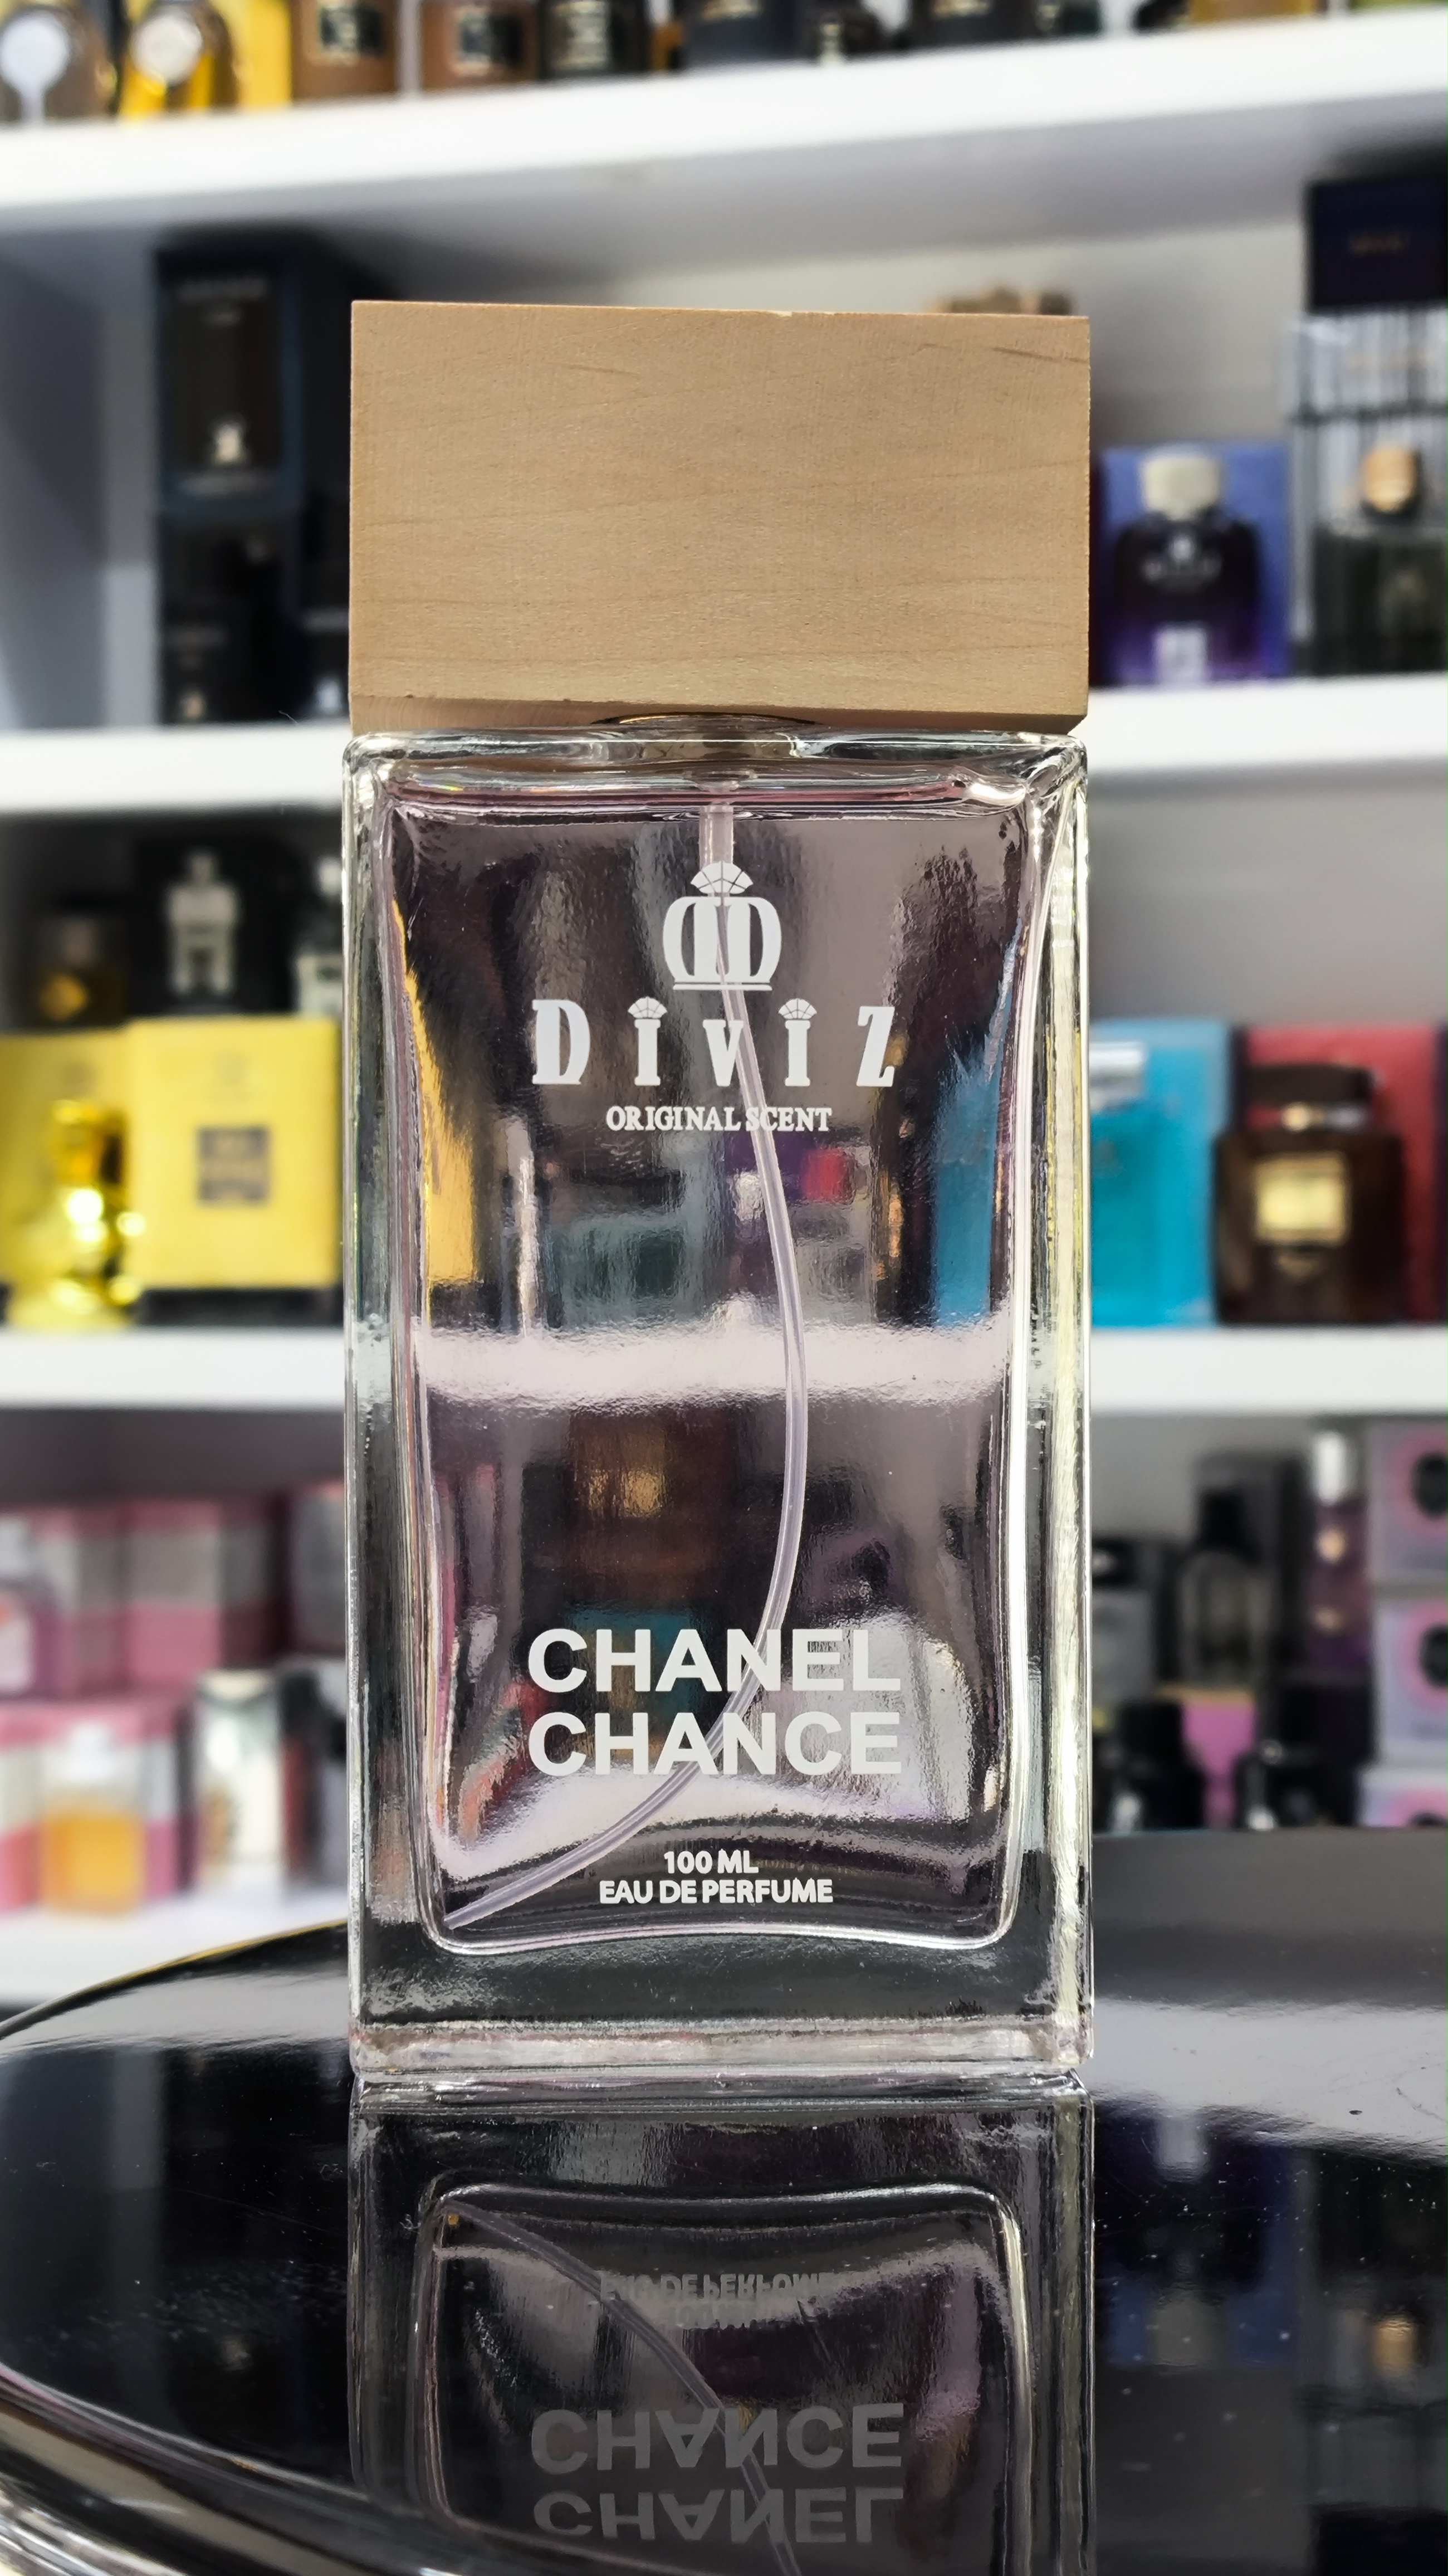 DiViZ
ORIGINAL SCENT
CHANEL
CHANCE
100 ML
EAU DE PERFUME